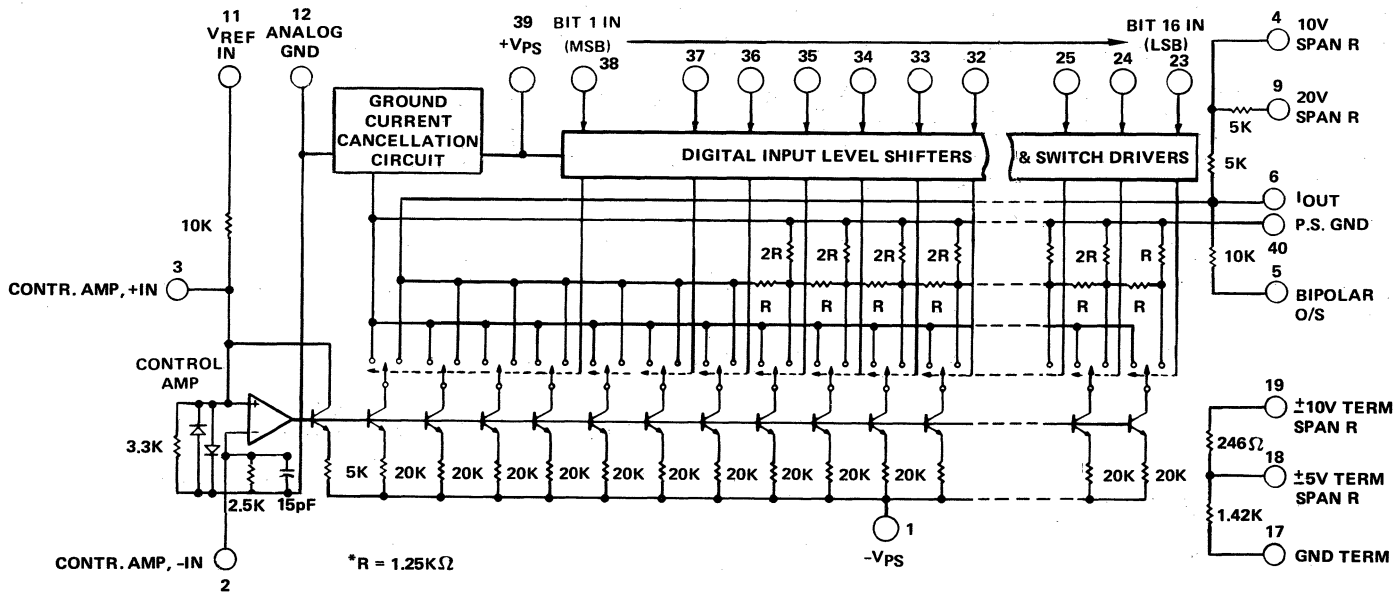 11
VREF
IN
12
ANALOG
GND
39
+VPS
BIT 1 IN
(MSB)
38
37
36
35
34
33
32
25
24
23
BIT 16 IN
(LSB)
4
10V
SPAN R
9
20V
SPAN R
5K
5K
GROUND
CURRENT
CANCELLATION
CIRCUIT
DIGITAL INPUT LEVEL SHIFTERS
& SWITCH DRIVERS
6
IOUT
P.S. GND
40
10K
5
BIPOLAR
O/S
10K
3
CONTR. AMP, +IN
2R
2R
2R
2R
2R
R
R
R
R
R
R
R
CONTROL
AMP
+
−
3.3K
2.5K
15pF
5K
20K
20K
20K
20K
20K
20K
20K
20K
20K
20K
20K
20K
19
±10V TERM
SPAN R
246Ω
18
±5V TERM
SPAN R
1.42K
17
GND TERM
1
−VPS
CONTR. AMP, −IN
2
*R = 1.25KΩ